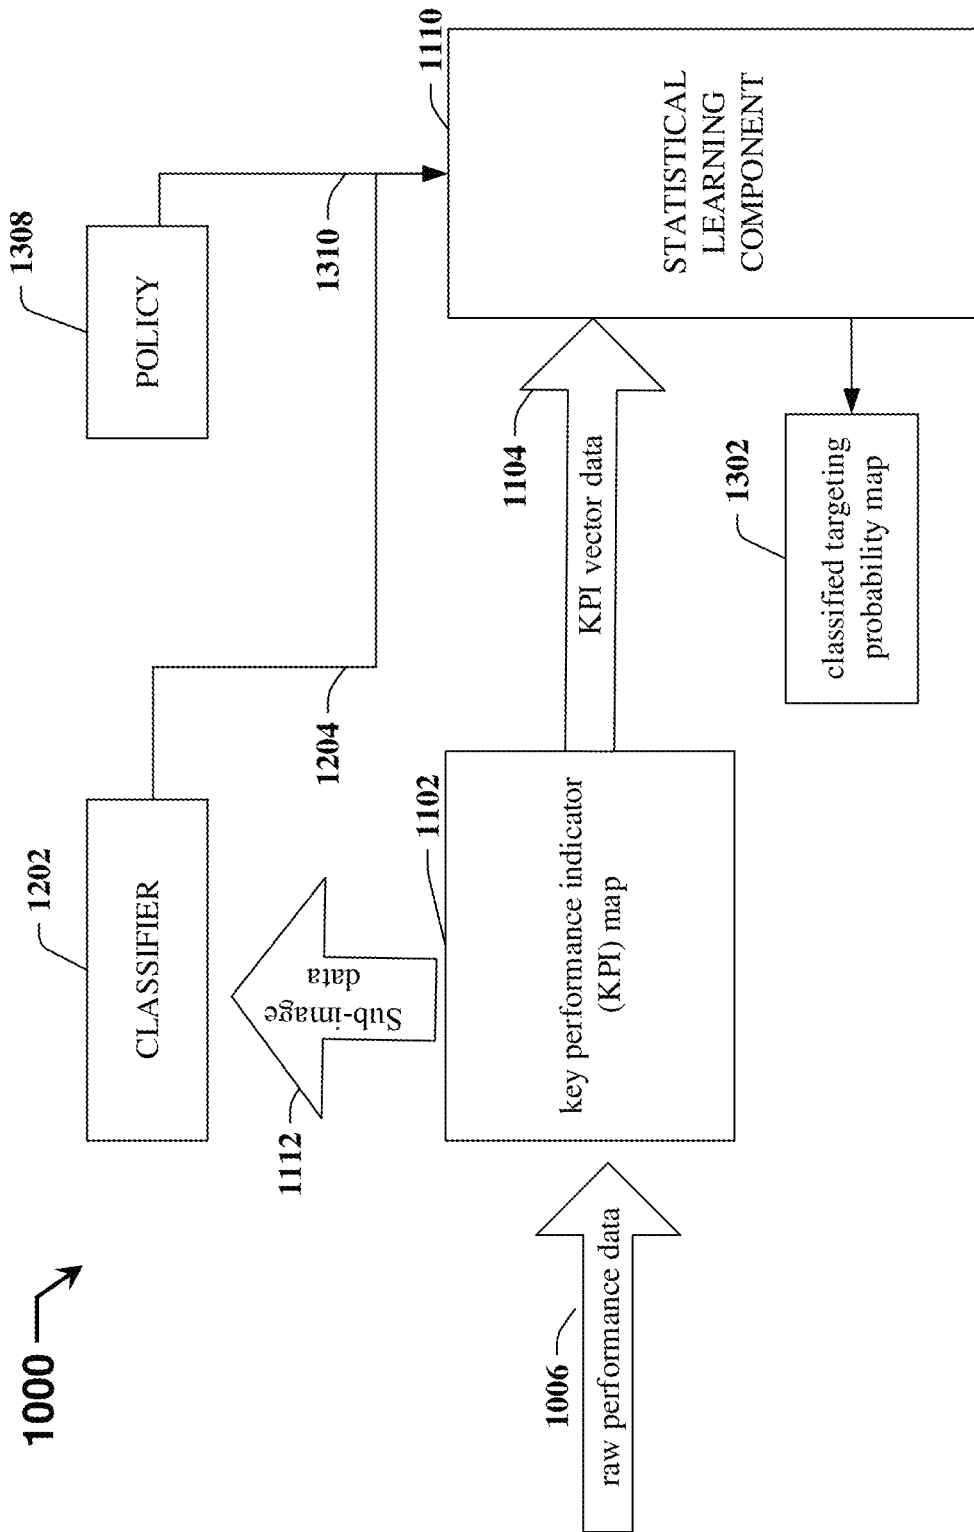 1000
1202
CLASSIFIER
1308
POLICY
1112
Sub-image
data
1204
1310
1006
raw performance data
1102
key performance indicator
(KPI) map
1104
KPI vector data
1110
STATISTICAL
LEARNING
COMPONENT
1302
classified targeting
probability map